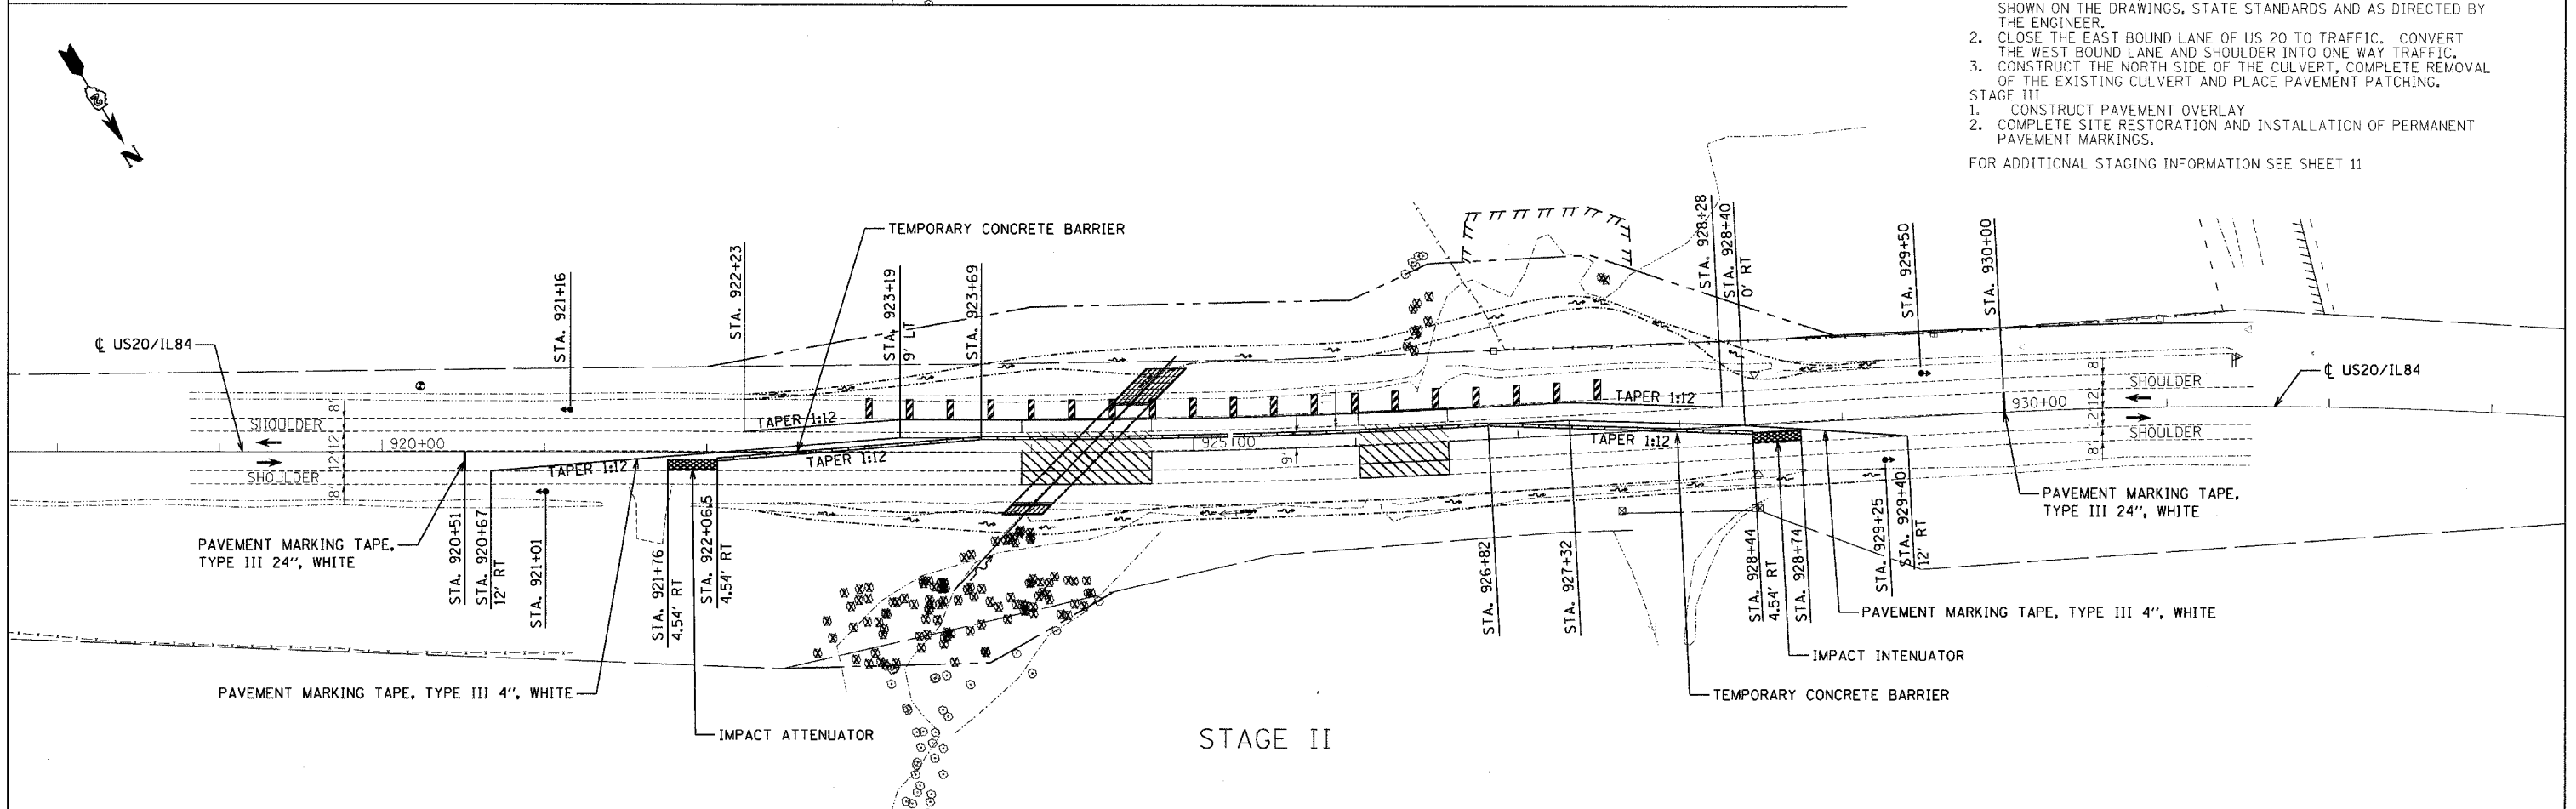 SHOWN ON THE DRAWINGS, STATE STANDARDS AND AS DIRECTED BY
THE ENGINEER.
2. CLOSE THE EAST BOUND LANE OF US 20 TO TRAFFIC. CONVERT
THE WEST BOUND LANE AND SHOULDER INTO ONE WAY TRAFFIC.
3. CONSTRUCT THE NORTH SIDE OF THE CULVERT, COMPLETE REMOVAL
OF THE EXISTING CULVERT AND PLACE PAVEMENT PATCHING.
STAGE III
1. CONSTRUCT PAVEMENT OVERLAY
2. COMPLETE SITE RESTORATION AND INSTALLATION OF PERMANENT
PAVEMENT MARKINGS.
FOR ADDITIONAL STAGING INFORMATION SEE SHEET 11
N
TEMPORARY CONCRETE BARRIER
STA. 921+16
STA. 922+23
STA. 923+19
9' LT
STA. 923+69
STA. 928+28
STA. 928+40
0' RT
STA. 929+50
STA. 930+00
℄ US20/IL84
℄ US20/IL84
8'
12'
12'
8'
SHOULDER
SHOULDER
920+00
TAPER 1:12
TAPER 1:12
TAPER 1:12
925+00
11'
9'
TAPER 1:12
TAPER 1:12
930+00
8'
12'
12'
8'
SHOULDER
SHOULDER
PAVEMENT MARKING TAPE,
TYPE III 24", WHITE
STA. 920+51
STA. 920+67
12' RT
STA. 921+01
STA. 921+76
4.54' RT
STA. 922+06.5
4.54' RT
STA. 926+82
STA. 927+32
STA. 928+44
4.54' RT
STA. 928+74
STA. 929+25
STA. 929+40
12' RT
PAVEMENT MARKING TAPE,
TYPE III 24", WHITE
PAVEMENT MARKING TAPE, TYPE III 4", WHITE
IMPACT INTENUATOR
TEMPORARY CONCRETE BARRIER
PAVEMENT MARKING TAPE, TYPE III 4", WHITE
IMPACT ATTENUATOR
STAGE II